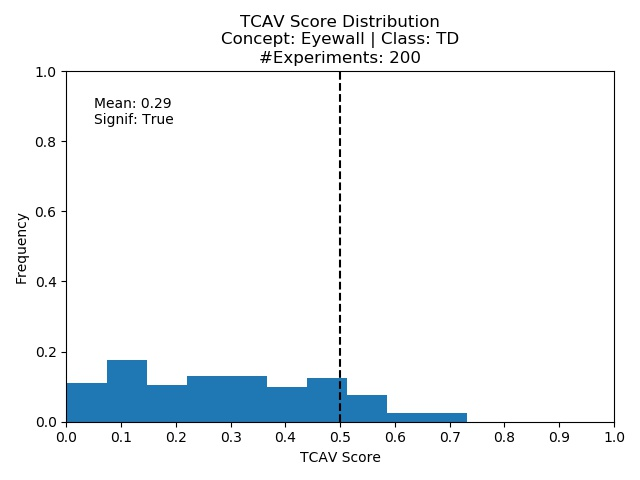 TCAV Score Distribution
Concept: Eyewall | Class: TD
#Experiments: 200
Mean: 0.29
Signif: True
1.0
0.8
0.6
0.4
0.2
0.0
Frequency
0.0 0.1 0.2 0.3 0.4 0.5 0.6 0.7 0.8 0.9 1.0
TCAV Score